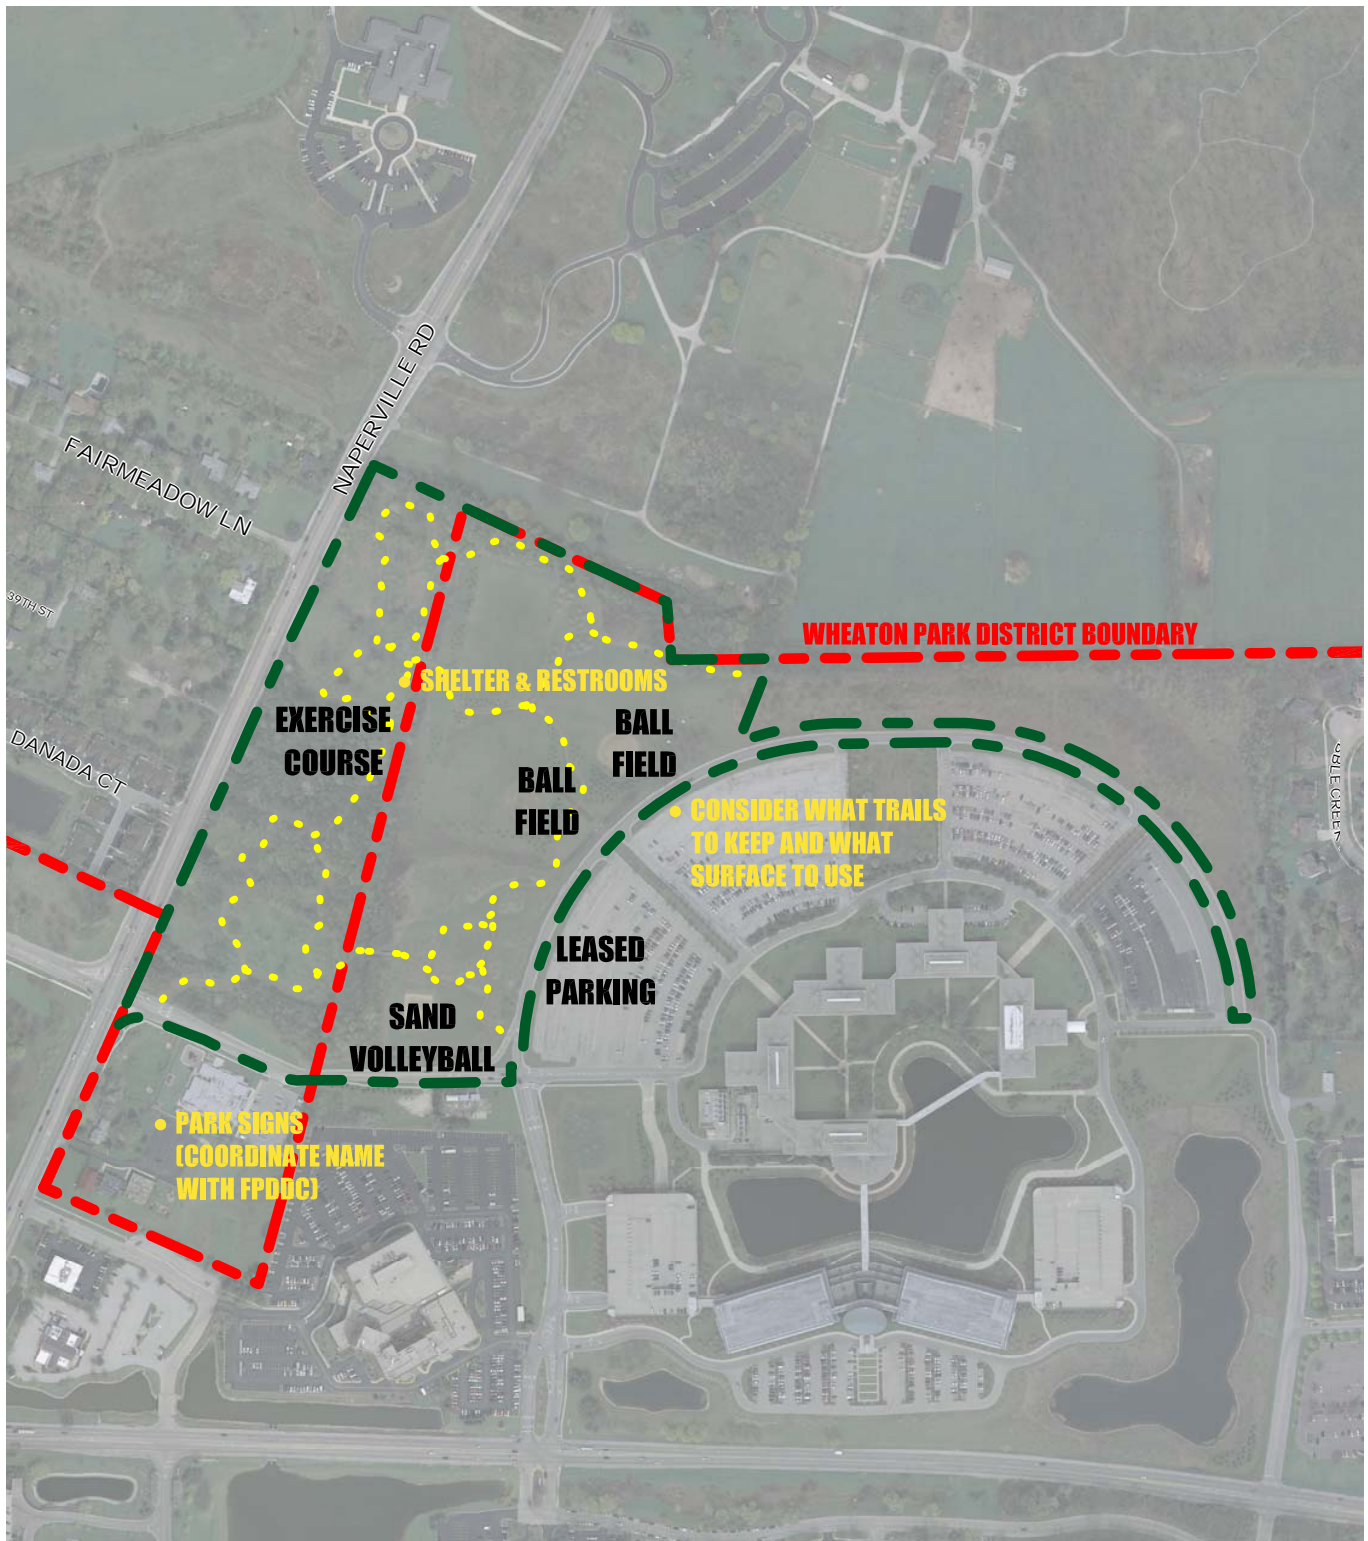 NAPERVILLE RD
FAIRMEADOW LN
39TH ST
WHEATON PARK DISTRICT BOUNDARY
• SHELTER & RESTROOMS
EXERCISE
COURSE
BALL
FIELD
BALL
FIELD
DANADA CT
• CONSIDER WHAT TRAILS
TO KEEP AND WHAT
SURFACE TO USE
LEASED
PARKING
SAND
VOLLEYBALL
• PARK SIGNS
(COORDINATE NAME
WITH FPDDC)